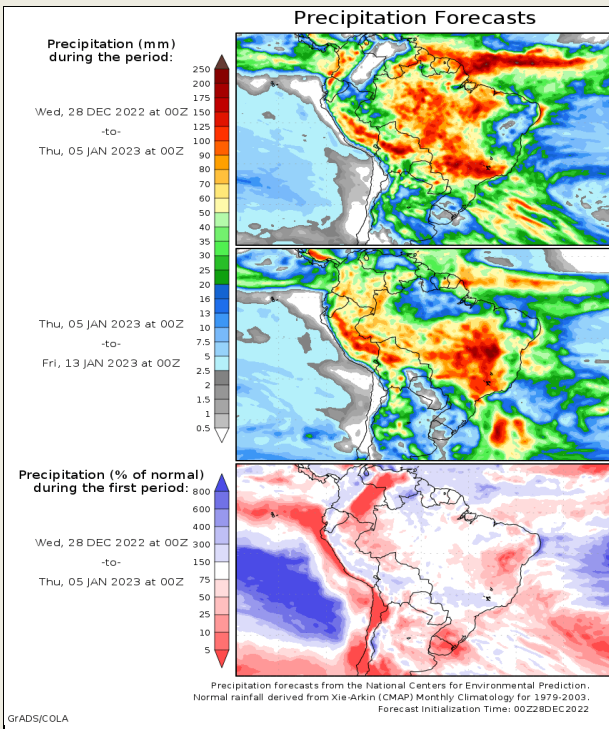 Precipitation Forecasts
Precipitation (mm)
during the period:
Wed, 28 DEC 2022 at 00Z
-to-
Thu, 05 JAN 2023 at 00Z
250
200
175
150
125
100
90
80
70
60
50
40
35
30
25
20
16
13
10
7.5
5
2.5
2
1.5
1
0.5
Thu, 05 JAN 2023 at 00Z
-to-
Fri, 13 JAN 2023 at 00Z
Precipitation (% of normal)
during the first period:
Wed, 28 DEC 2022 at 00Z
-to-
Thu, 05 JAN 2023 at 00Z
800
600
400
300
150
75
50
25
10
5
Precipitation forecasts from the National Centers for Environmental Prediction.
Normal rainfall derived from Xie-Arkin (CMAP) Monthly Climatology for 1979-2003.
Forecast Initialization Time: 00Z28DEC2022
GrADS/COLA